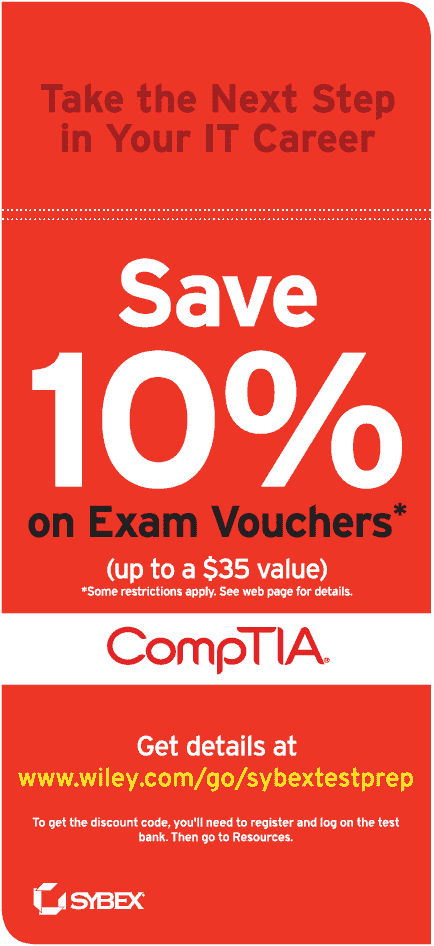 Take the Next Step
in Your IT Career
Save
10%
on Exam Vouchers*
(up to a $35 value)
*Some restrictions apply. See web page for details.
CompTIA®
Get details at
www.wiley.com/go/sybextestprep
To get the discount code, you'll need to register and log on the test
bank. Then go to Resources.
SYBEX®